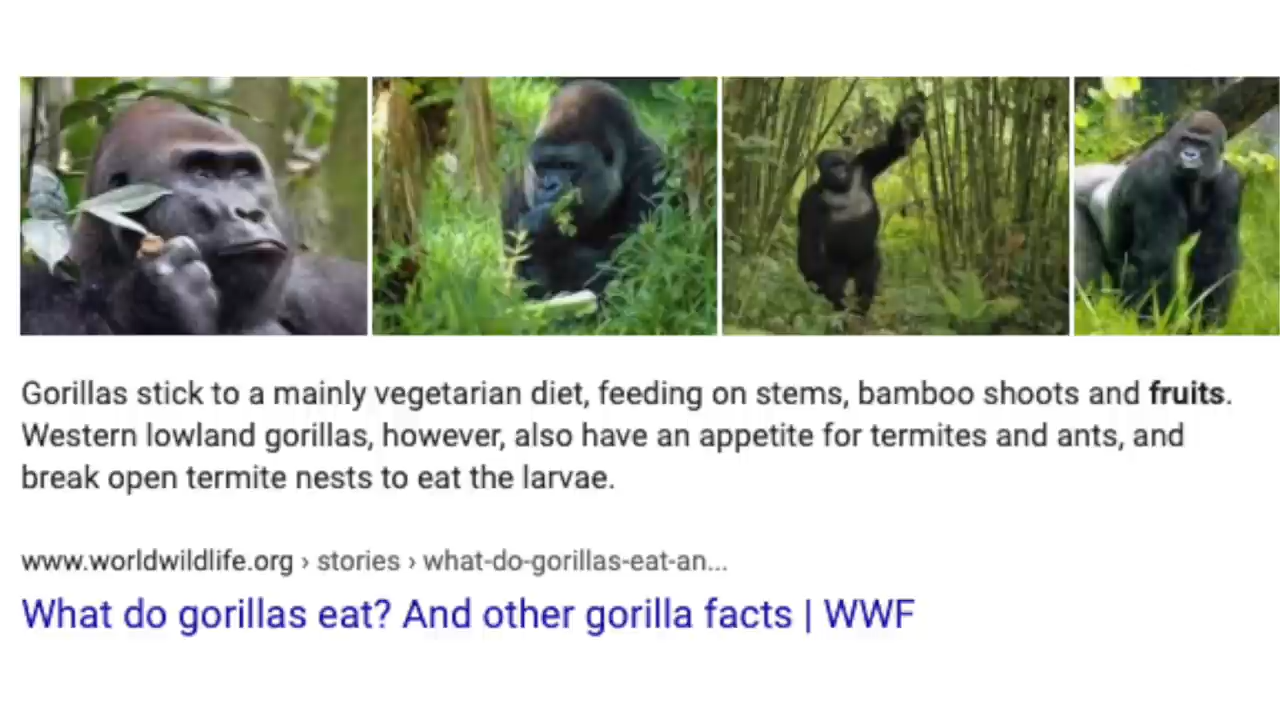 Gorillas stick to a mainly vegetarian diet, feeding on stems, bamboo shoots and fruits.
Western lowland gorillas, however, also have an appetite for termites and ants, and
break open termite nests to eat the larvae.
www.worldwildlife.org › stories › what-do-gorillas-eat-an...
What do gorillas eat? And other gorilla facts | WWF